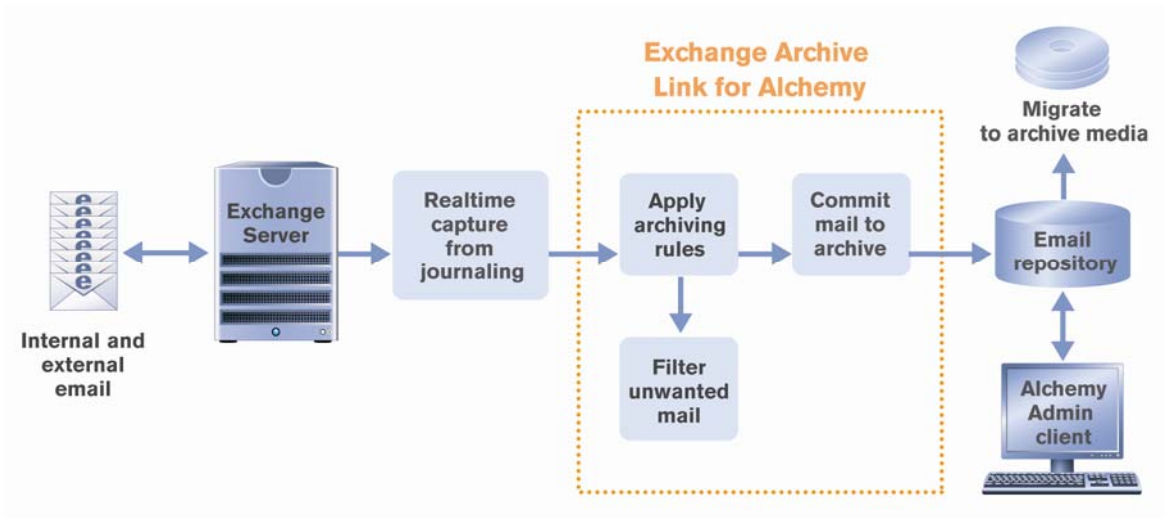 Exchange Archive
Link for Alchemy
Migrate
to archive media
Internal and
external
email
e
e
e
e
e
e
e
Exchange
Server
Realtime
capture
from
journaling
Apply
archiving
rules
Commit
mail to
archive
Email
repository
Filter
unwanted
mail
Alchemy
Admin
client